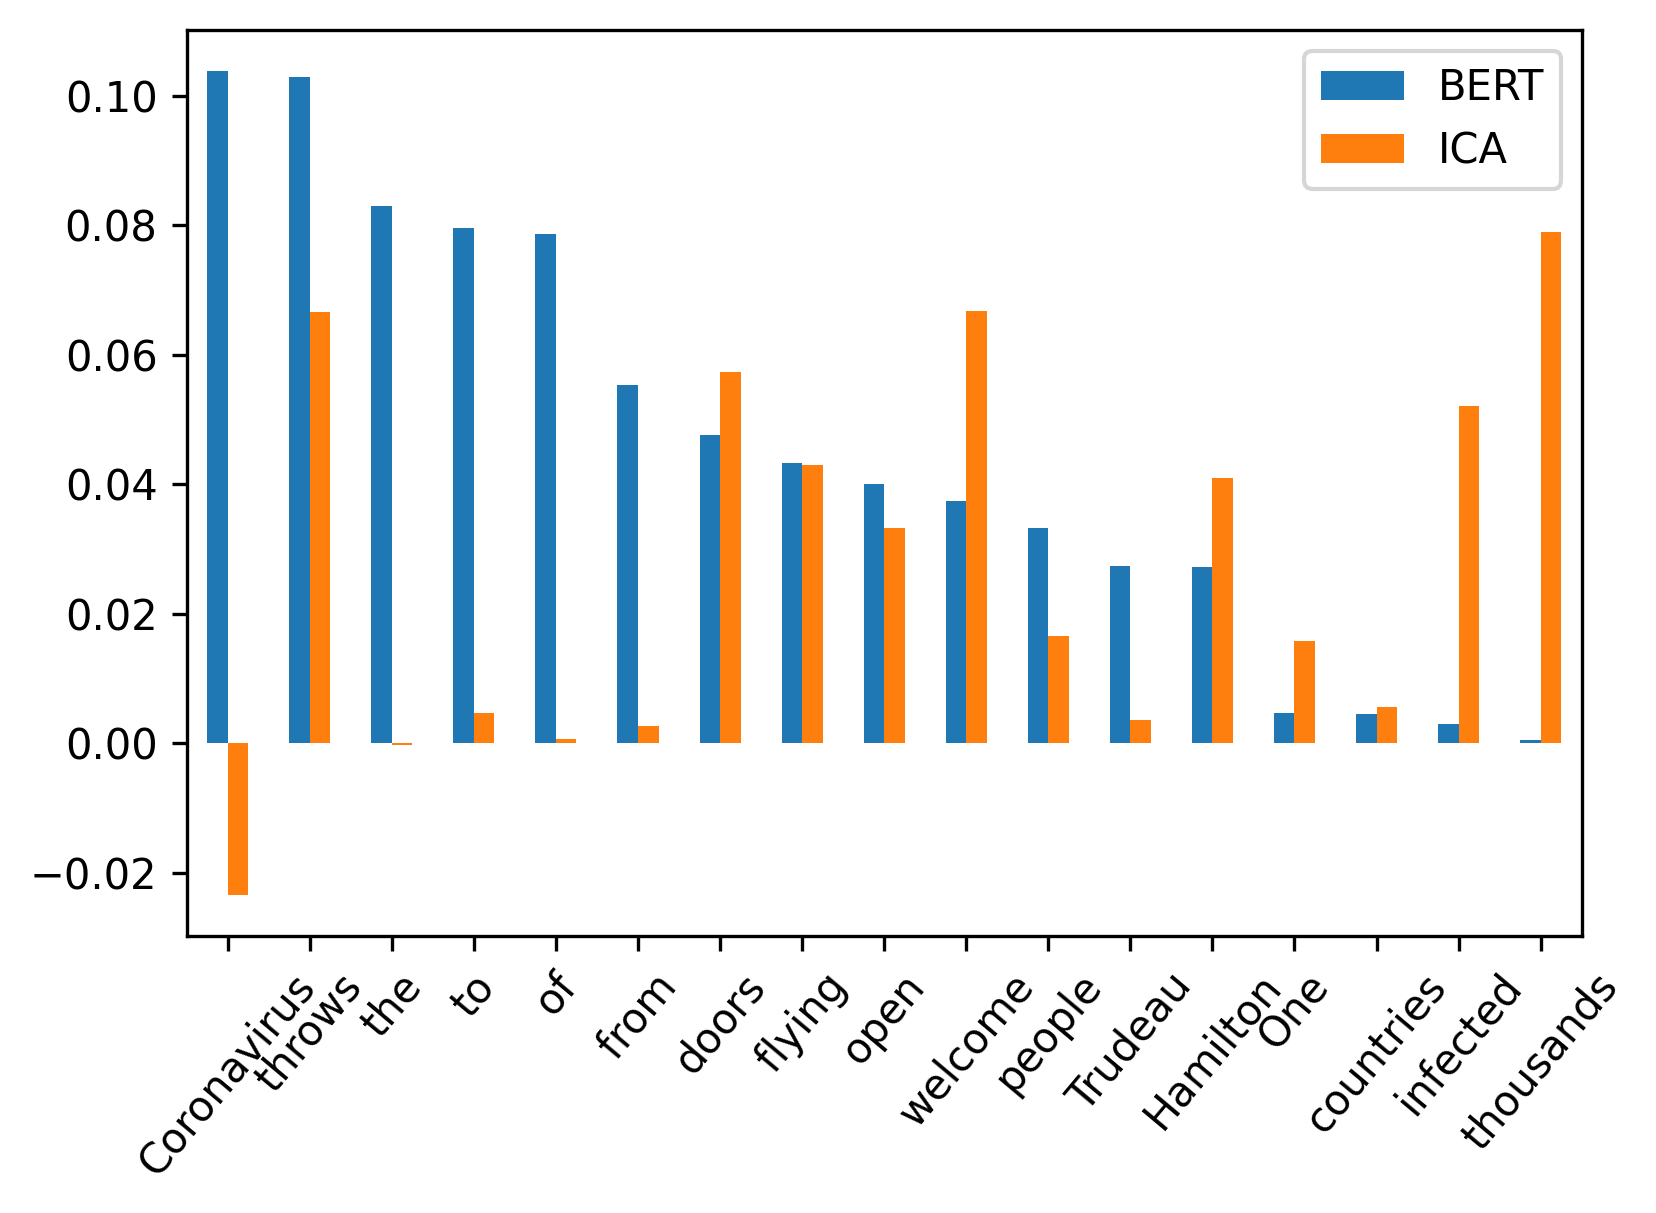 BERT
ICA
0.10
0.08
0.06
0.04
0.02
0.00
−0.02
Coronavirus
throws
the
to
of
from
doors
flying
open
welcome
people
Trudeau
Hamilton
One
countries
infected
thousands